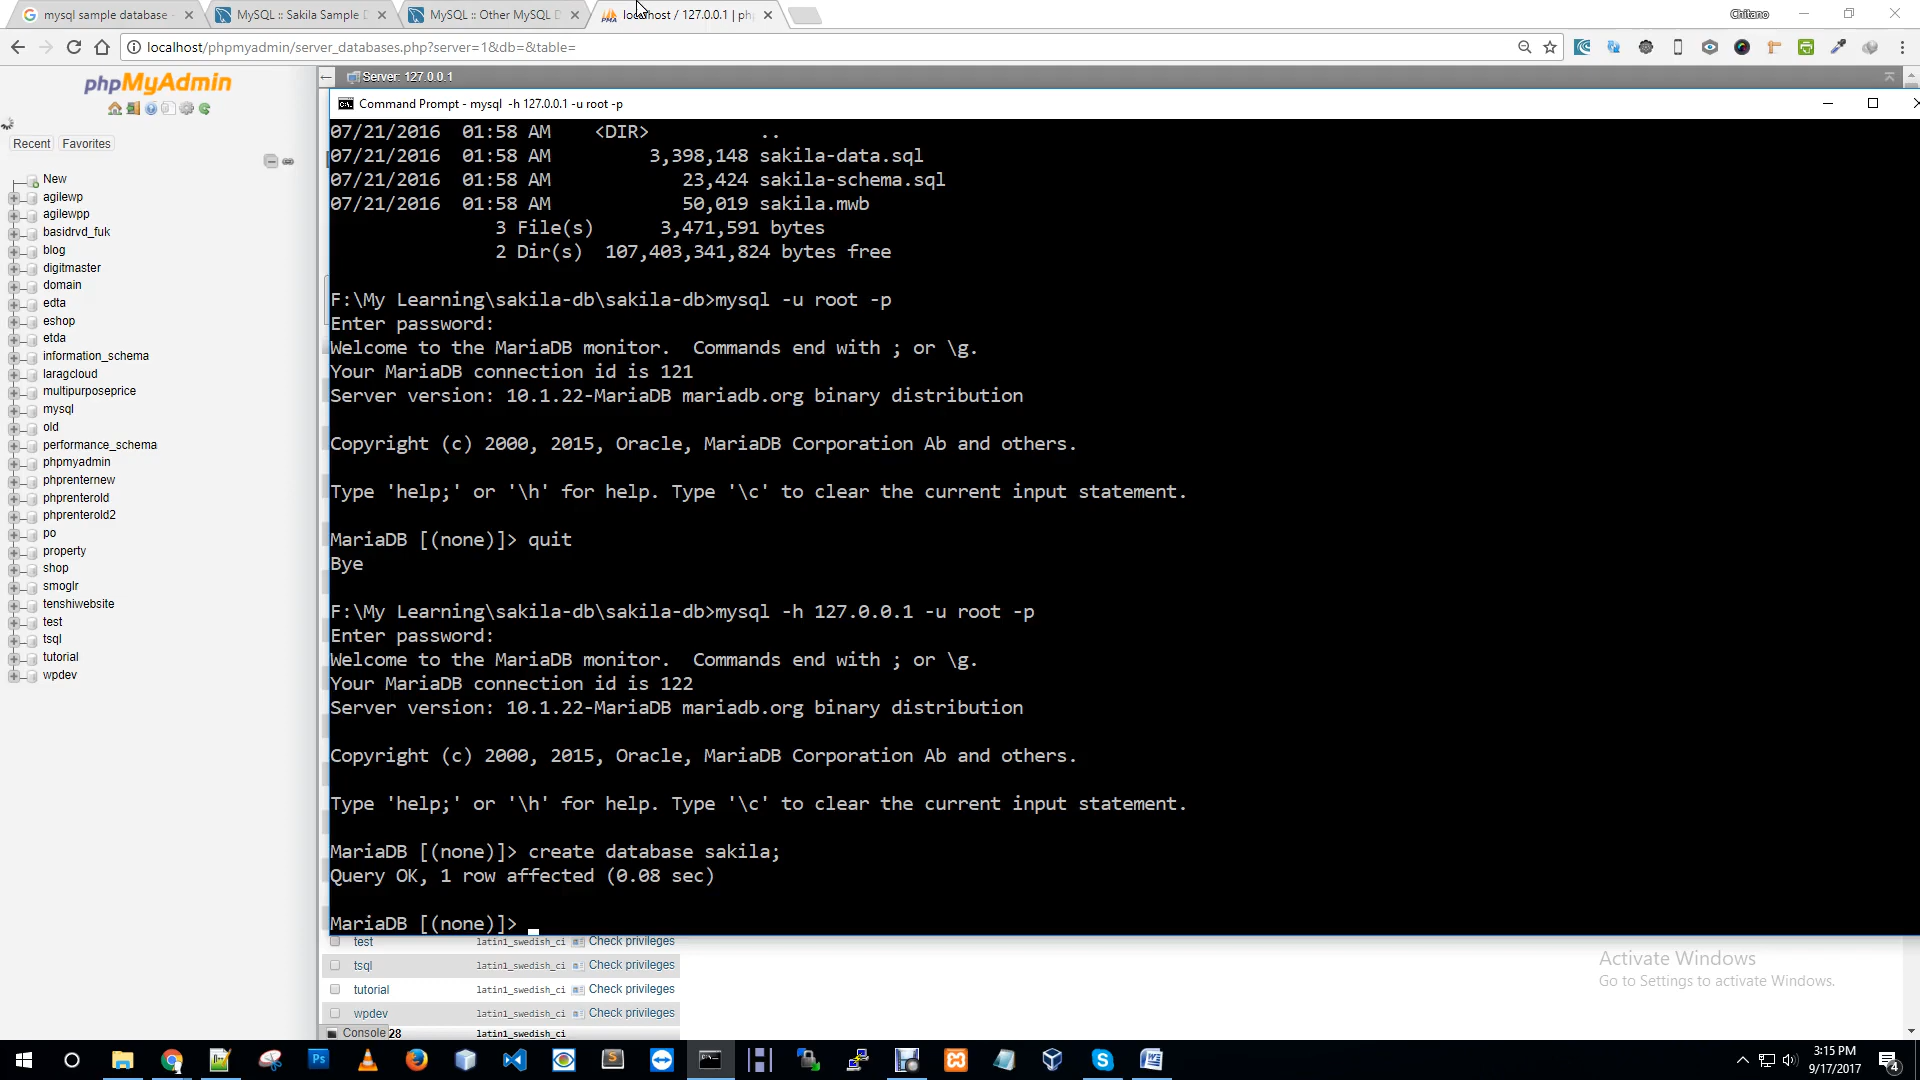 mysql sample database -
MySQL :: Sakila Sample D
MySQL :: Other MySQL D
localhost / 127.0.0.1 | ph
Chitano
localhost/phpmyadmin/server_databases.php?server=1&db=&table=
phpMyAdmin
Recent
Favorites
New
agilewp
agilewpp
basidrvd_fuk
blog
digitmaster
domain
edta
eshop
etda
information_schema
laragcloud
multipurposeprice
mysql
old
performance_schema
phpmyadmin
phprenternew
phprenterold
phprenterold2
po
property
shop
smoglr
tenshiwebsite
test
tsql
tutorial
wpdev
Server: 127.0.0.1
Command Prompt - mysql -h 127.0.0.1 -u root -p
07/21/2016  01:58 AM    <DIR>          ..
07/21/2016  01:58 AM         3,398,148 sakila-data.sql
07/21/2016  01:58 AM            23,424 sakila-schema.sql
07/21/2016  01:58 AM            50,019 sakila.mwb
3 File(s)      3,471,591 bytes
2 Dir(s)  107,403,341,824 bytes free
F:\My Learning\sakila-db\sakila-db>mysql -u root -p
Enter password:
Welcome to the MariaDB monitor.  Commands end with ; or \g.
Your MariaDB connection id is 121
Server version: 10.1.22-MariaDB mariadb.org binary distribution
Copyright (c) 2000, 2015, Oracle, MariaDB Corporation Ab and others.
Type 'help;' or '\h' for help. Type '\c' to clear the current input statement.
MariaDB [(none)]> quit
Bye
F:\My Learning\sakila-db\sakila-db>mysql -h 127.0.0.1 -u root -p
Enter password:
Welcome to the MariaDB monitor.  Commands end with ; or \g.
Your MariaDB connection id is 122
Server version: 10.1.22-MariaDB mariadb.org binary distribution
Copyright (c) 2000, 2015, Oracle, MariaDB Corporation Ab and others.
Type 'help;' or '\h' for help. Type '\c' to clear the current input statement.
MariaDB [(none)]> create database sakila;
Query OK, 1 row affected (0.08 sec)
MariaDB [(none)]>
test latin1_swedish_ci Check privileges
tsql latin1_swedish_ci Check privileges
tutorial latin1_swedish_ci Check privileges
wpdev latin1_swedish_ci Check privileges
Console 28 latin1_swedish_ci
Activate Windows
Go to Settings to activate Windows.
3:15 PM
9/17/2017
4